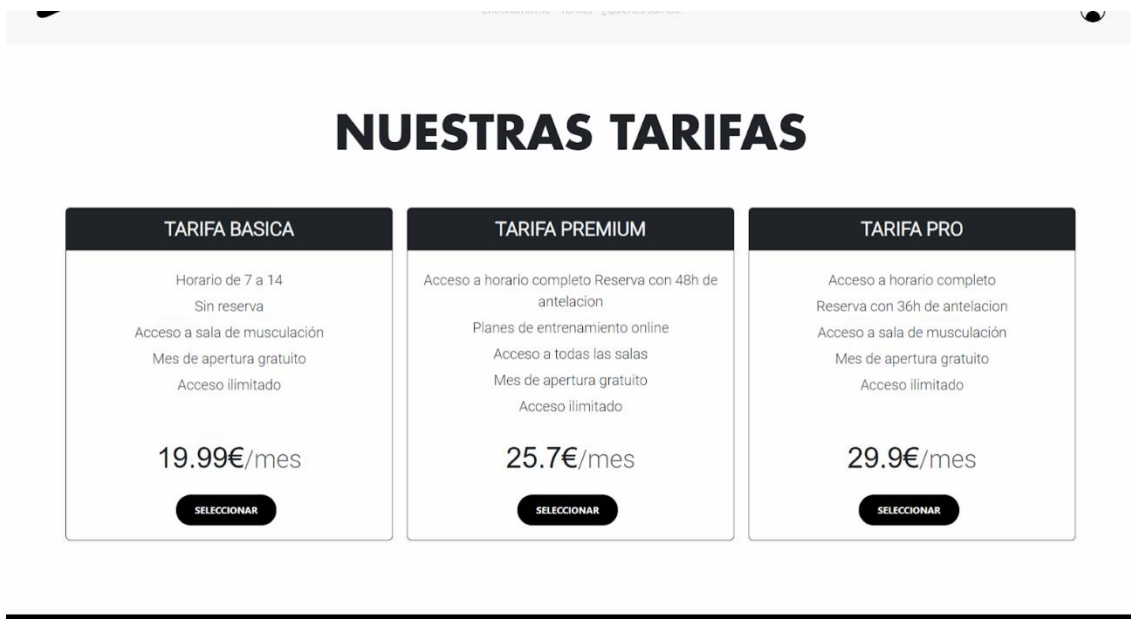 NUESTRAS TARIFAS
TARIFA BASICA
Horario de 7 a 14
Sin reserva
Acceso a sala de musculación
Mes de apertura gratuito
Acceso ilimitado
19.99€/mes
SELECCIONAR
TARIFA PREMIUM
Acceso a horario completo Reserva con 48h de
antelacion
Planes de entrenamiento online
Acceso a todas las salas
Mes de apertura gratuito
Acceso ilimitado
25.7€/mes
SELECCIONAR
TARIFA PRO
Acceso a horario completo
Reserva con 36h de antelacion
Acceso a sala de musculación
Mes de apertura gratuito
Acceso ilimitado
29.9€/mes
SELECCIONAR